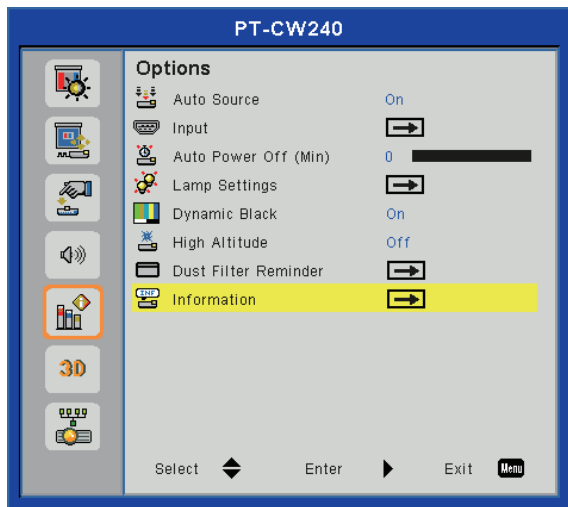 PT-CW240
Options
Auto Source On
Input
Auto Power Off (Min) 0
Lamp Settings
Dynamic Black On
High Altitude Off
Dust Filter Reminder
INF Information
3D
Select Enter Exit Menu